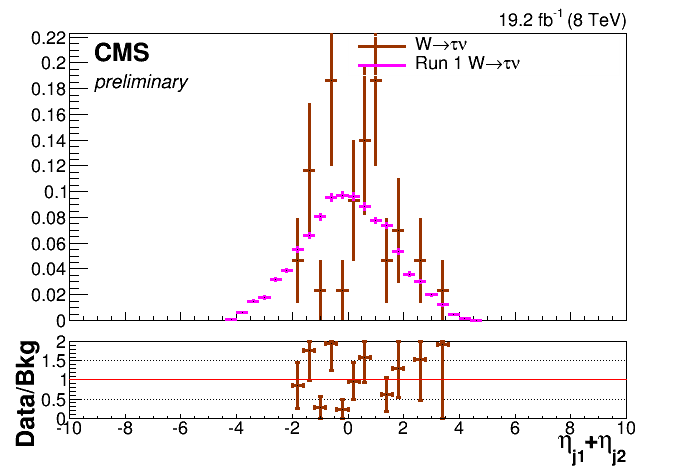 19.2 fb⁻¹ (8 TeV)
CMS
preliminary
W→τν
Run 1 W→τν
0.22
0.2
0.18
0.16
0.14
0.12
0.1
0.08
0.06
0.04
0.02
0
Data/Bkg
2
1.5
1
0.5
0
-10 -8 -6 -4 -2 0 2 4 6 8 10
η_j1+η_j2